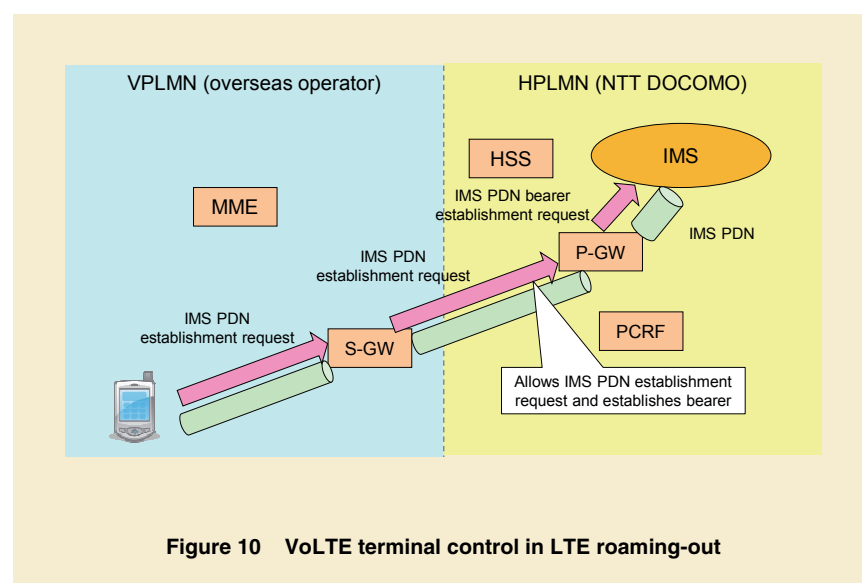 VPLMN (overseas operator)
HPLMN (NTT DOCOMO)
HSS
IMS
MME
IMS PDN bearer
establishment request
IMS PDN
P-GW
IMS PDN
establishment request
IMS PDN
establishment request
S-GW
PCRF
Allows IMS PDN establishment
request and establishes bearer
Figure 10 VoLTE terminal control in LTE roaming-out